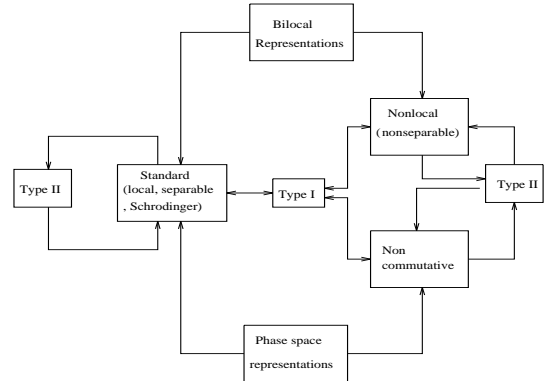 Bilocal
Representations
Nonlocal
(nonseparable)
Standard
(local, separable
, Schrodinger)
Type II
Type I
Type II
Non
commutative
Phase space
representations